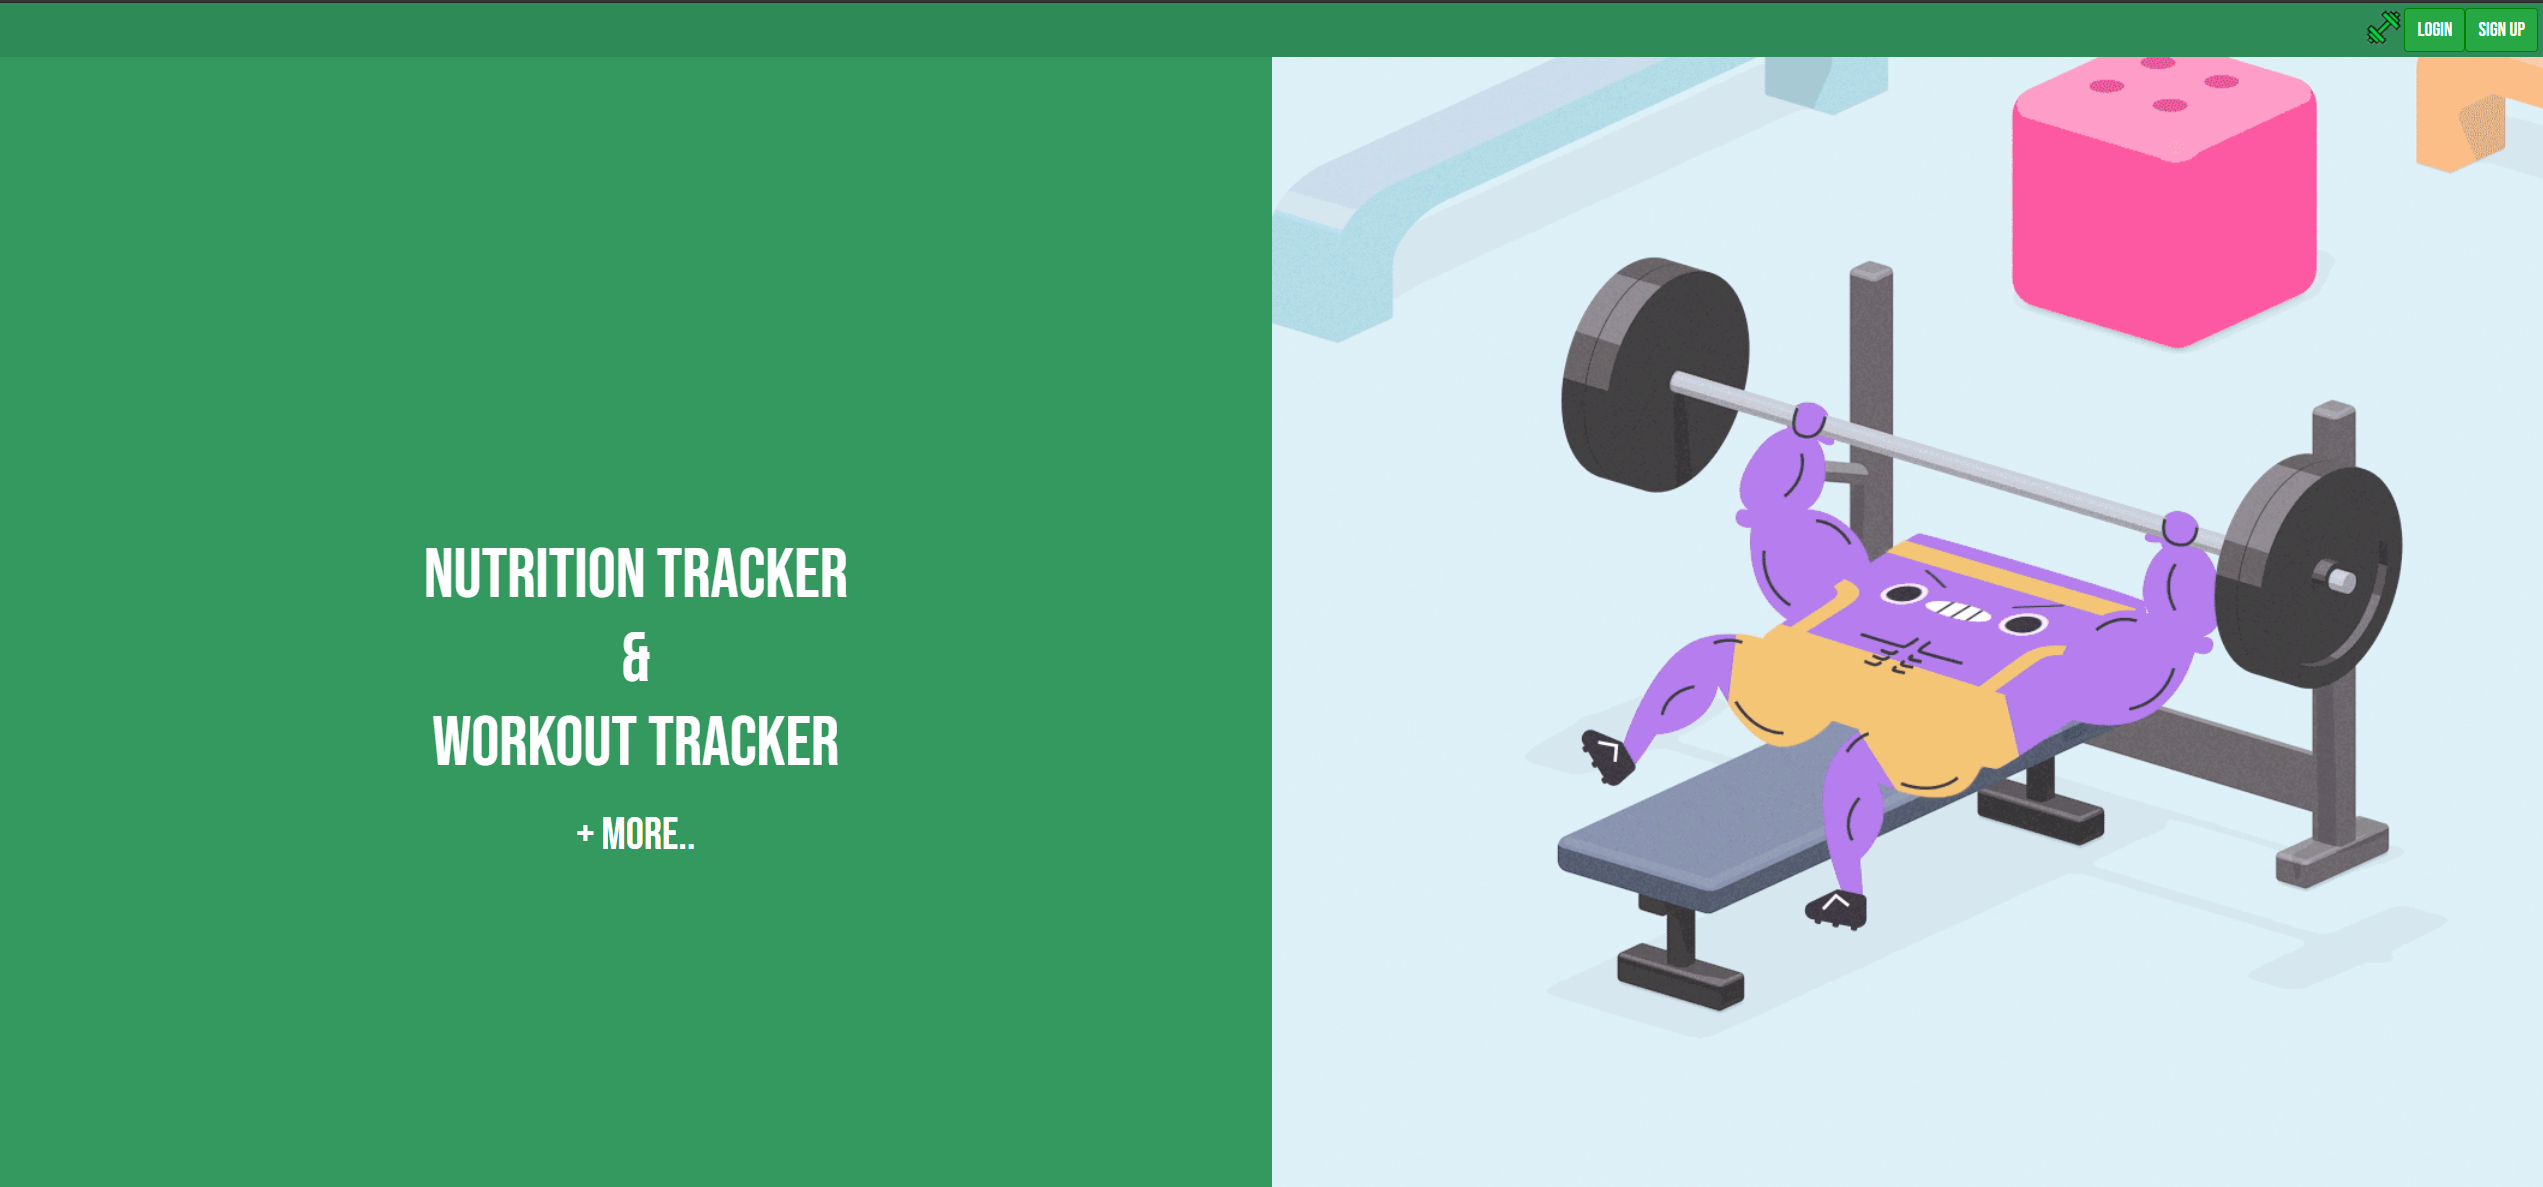 LOGIN SIGN UP
NUTRITION TRACKER
&
WORKOUT TRACKER
+ MORE..